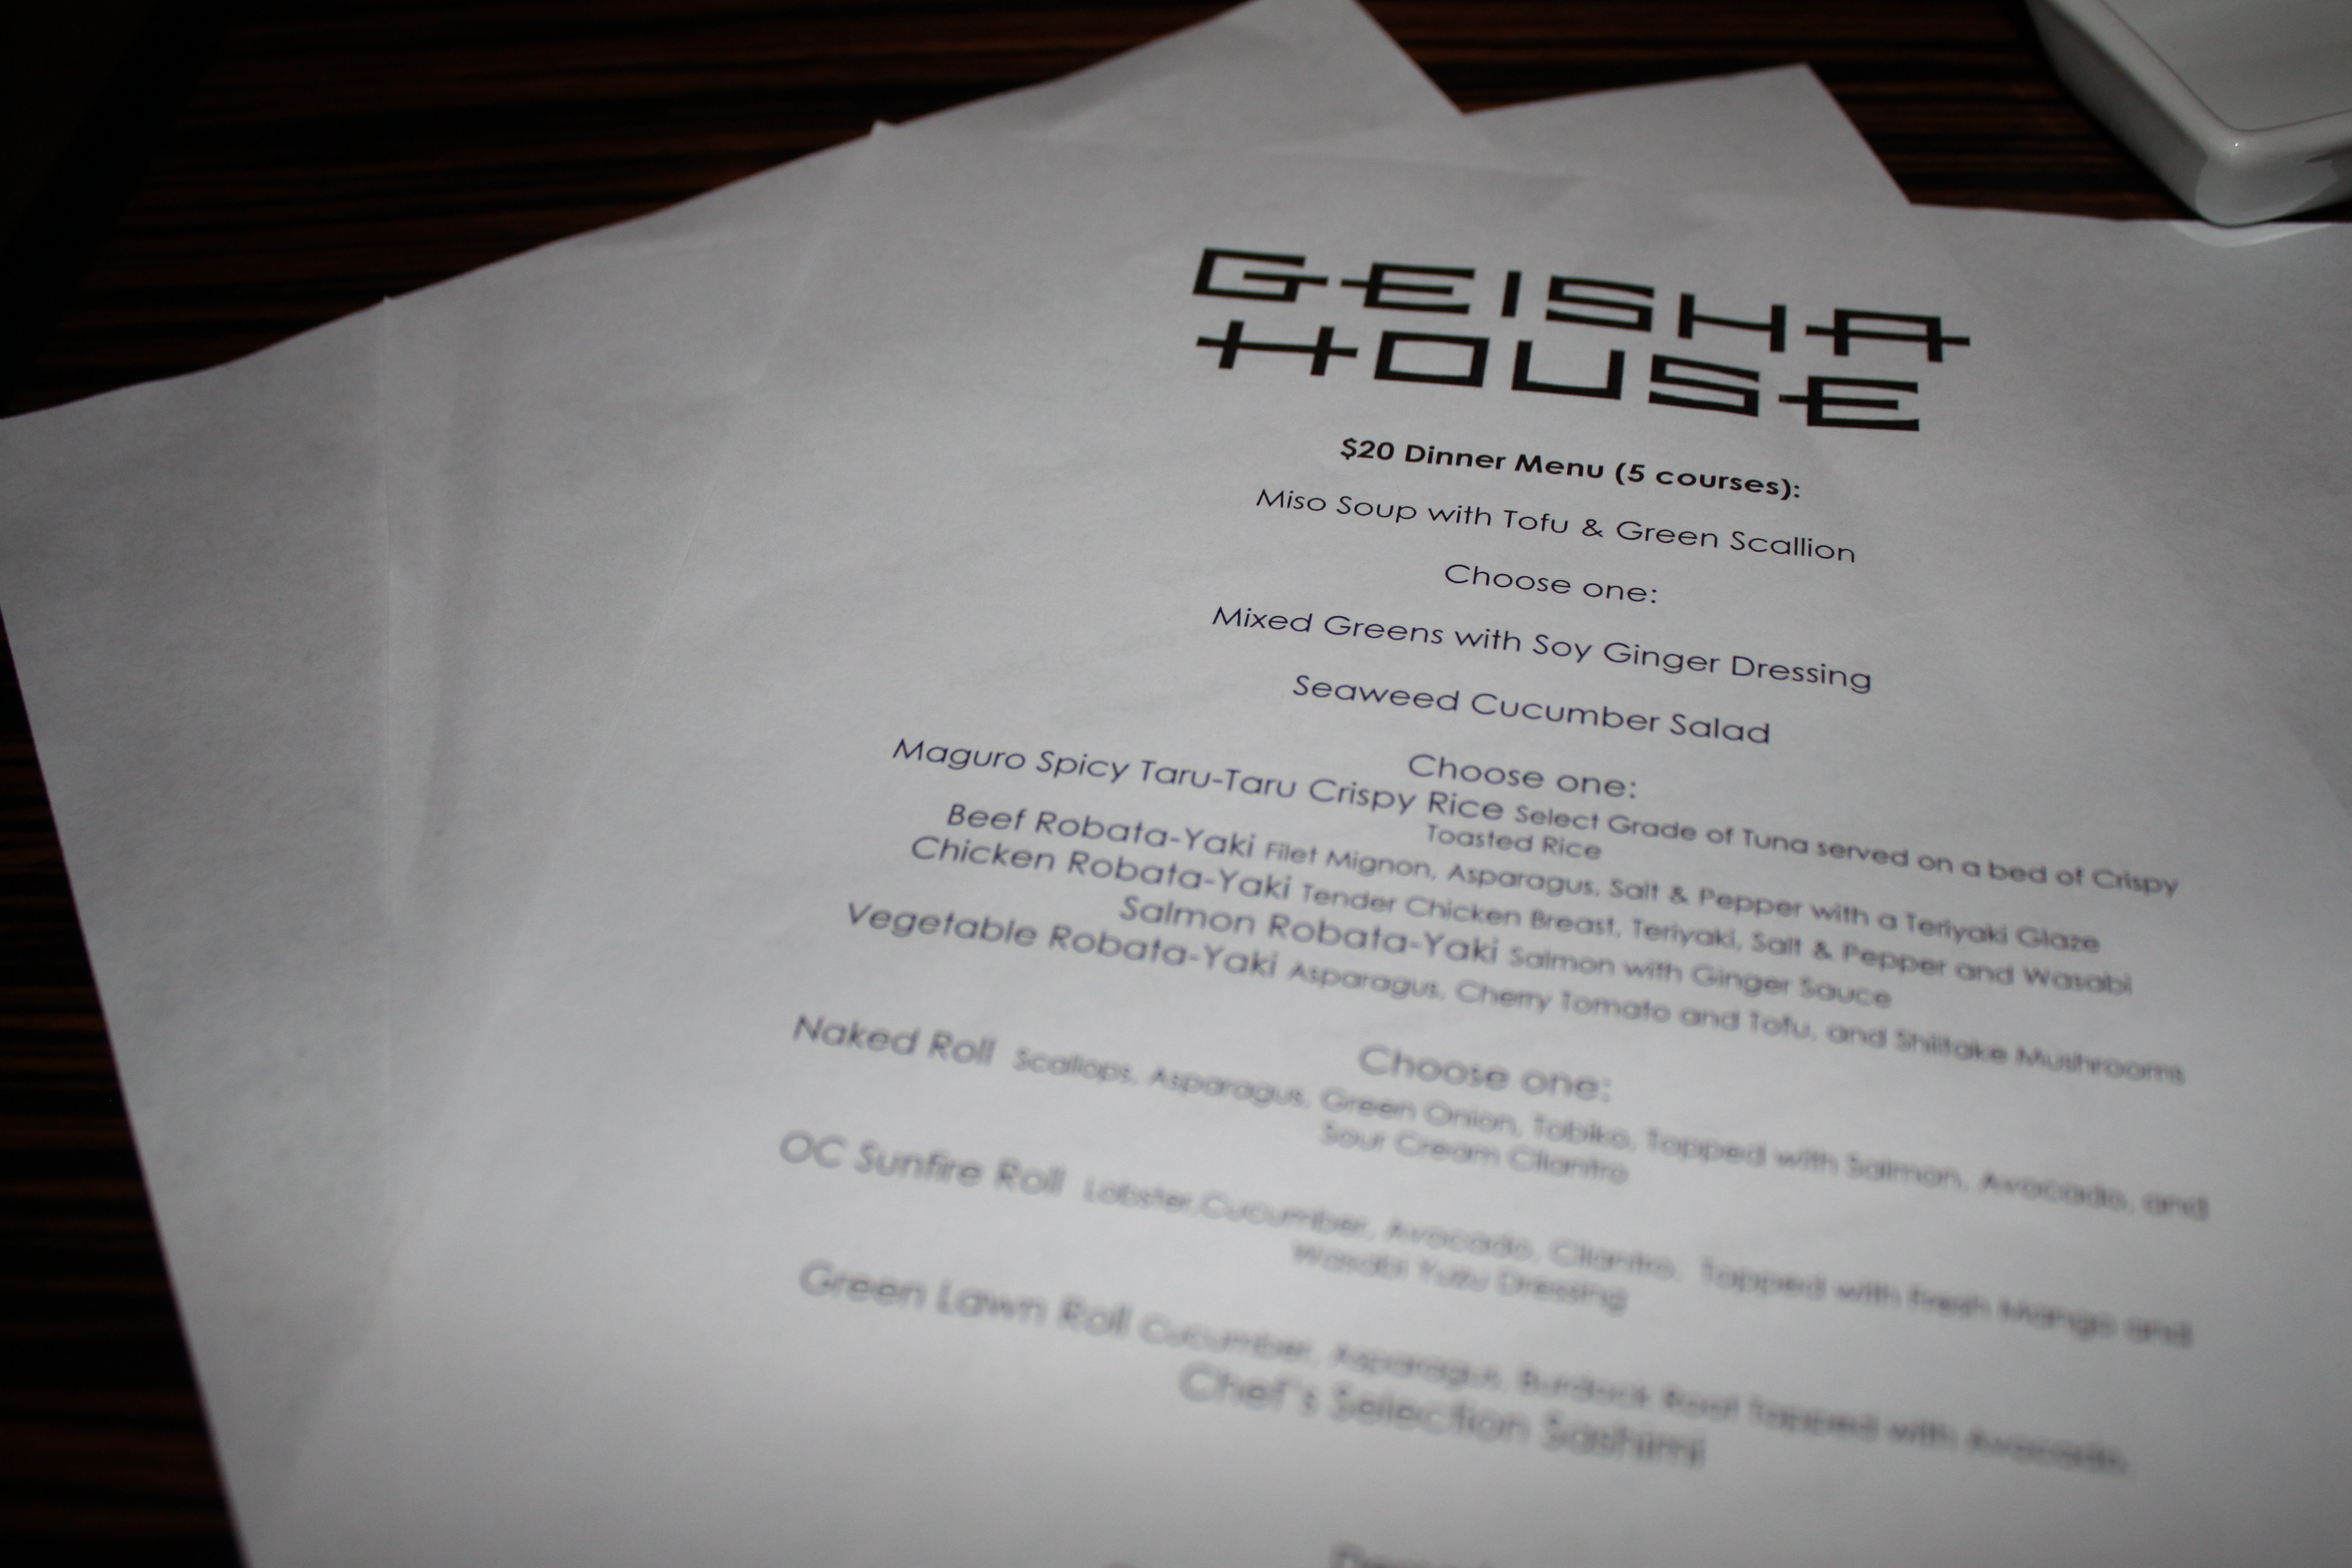 GEISHA
HOUSE
$20 Dinner Menu (5 courses):
Miso Soup with Tofu & Green Scallion
Choose one:
Mixed Greens with Soy Ginger Dressing
Seaweed Cucumber Salad
Choose one:
Maguro Spicy Taru-Taru Crispy Rice Select Grade of Tuna served on a bed of Crispy
Toasted Rice
Beef Robata-Yaki Filet Mignon, Asparagus, Salt & Pepper with a Teriyaki Glaze
Chicken Robata-Yaki Tender Chicken Breast, Teriyaki, Salt & Pepper and Wasabi
Salmon Robata-Yaki Salmon with Ginger Sauce
Vegetable Robata-Yaki Asparagus, Cherry Tomato and Tofu, and Shiitake Mushrooms
Choose one:
Naked Roll Scallops, Asparagus, Green Onion, Tobiko, Topped with Salmon, Avocado, and
Sour Cream Cilantro
OC Sunfire Roll Lobster,Cucumber, Avocado, Cilantro, Topped with Fresh Mango and
Wasabi Yuzu Dressing
Green Lawn Roll Cucumber, Asparagus, Burdock Root Topped with Avocado
Chef's Selection Sashimi